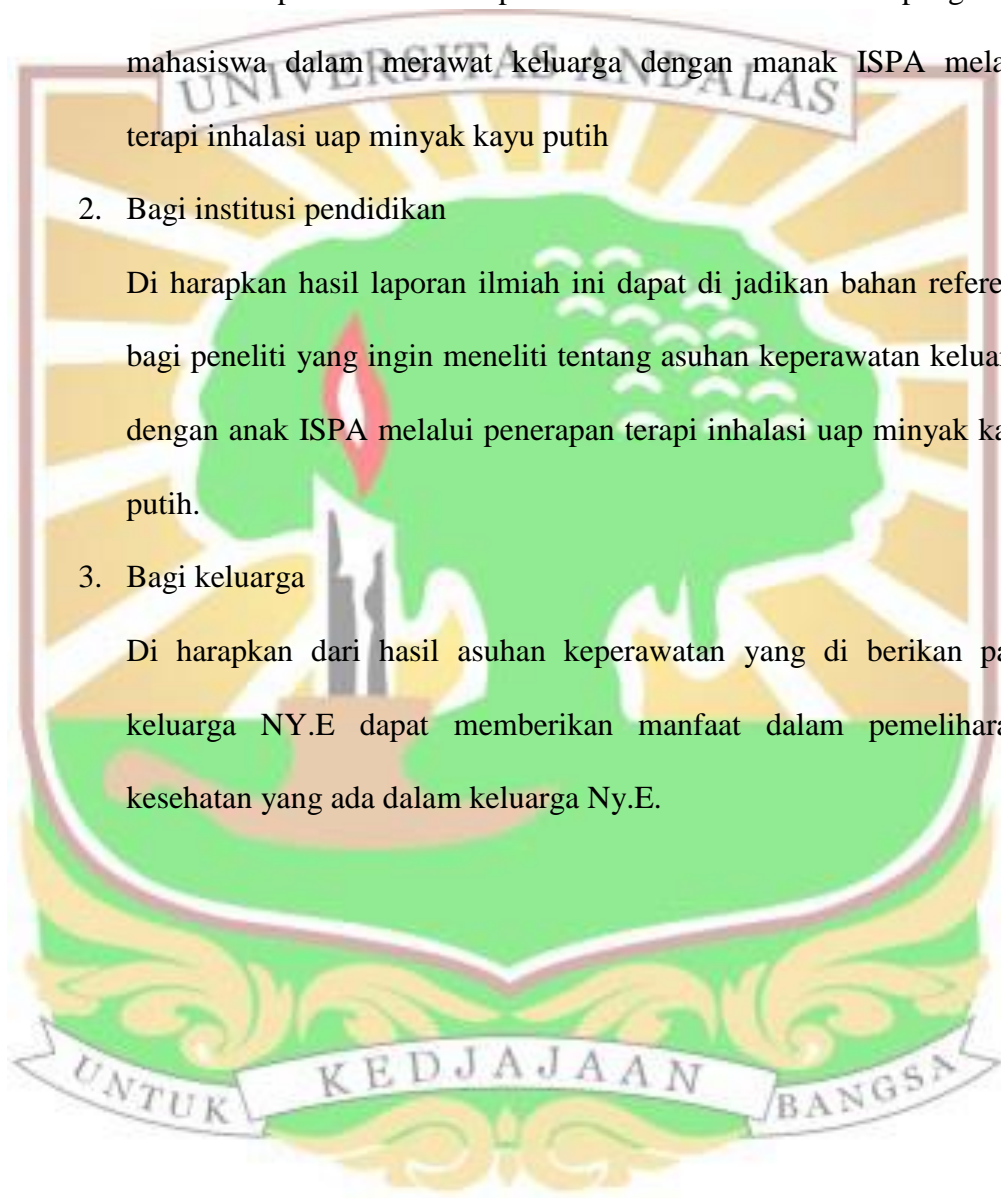 UNIVERSITAS ANDALAS
mahasiswa dalam merawat keluarga dengan manak ISPA mela
terapi inhalasi uap minyak kayu putih
2. Bagi institusi pendidikan
Di harapkan hasil laporan ilmiah ini dapat di jadikan bahan refere
bagi peneliti yang ingin meneliti tentang asuhan keperawatan kelua
dengan anak ISPA melalui penerapan terapi inhalasi uap minyak ka
putih.
3. Bagi keluarga
Di harapkan dari hasil asuhan keperawatan yang di berikan pa
keluarga NY.E dapat memberikan manfaat dalam pemelihara
kesehatan yang ada dalam keluarga Ny.E.
UNTUK KEDJAJAAN BANGSA